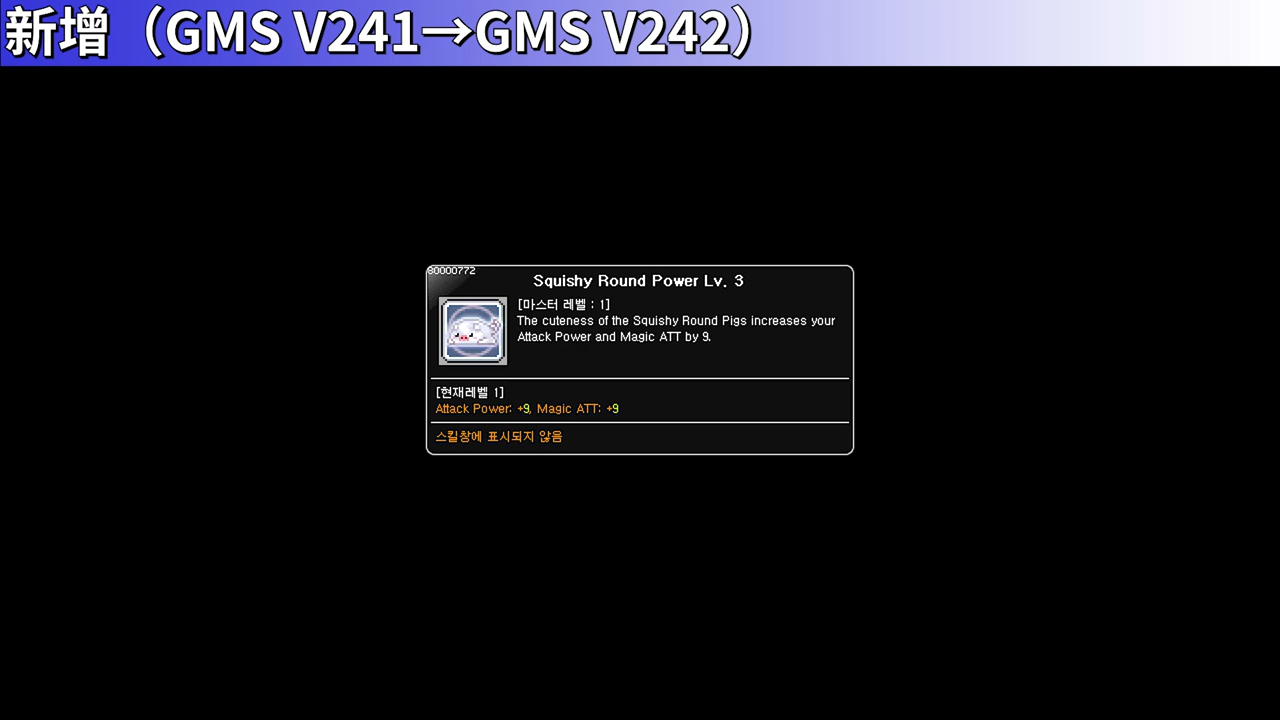 新增（GMS V241→GMS V242）
80000772
Squishy Round Power Lv. 3
[마스터 레벨 : 1]
The cuteness of the Squishy Round Pigs increases your
Attack Power and Magic ATT by 9.
[현재레벨 1]
Attack Power: +9, Magic ATT: +9
스킬창에 표시되지 않음